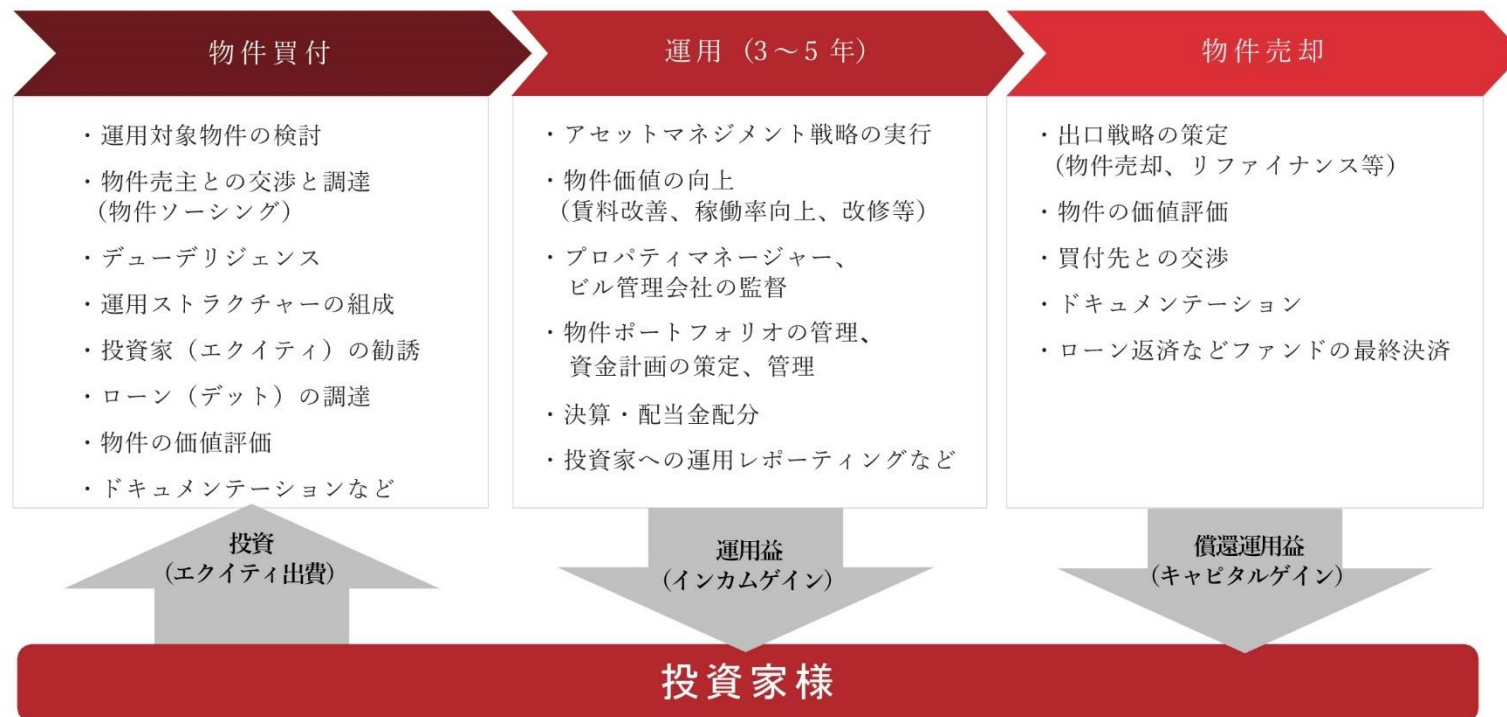 物件買付
・運用対象物件の検討
・物件売主との交渉と調達
(物件ソーシング)
・デューデリジェンス
・運用ストラクチャーの組成
・投資家(エクイティ)の勧誘
・ローン(デット)の調達
・物件の価値評価
・ドキュメンテーションなど
運用(3〜5年)
・アセットマネジメント戦略の実行
・物件価値の向上
(賃料改善、稼働率向上、改修等)
・プロパティマネージャー、
ビル管理会社の監督
・物件ポートフォリオの管理、
資金計画の策定、管理
・決算・配当金配分
・投資家への運用レポーティングなど
物件売却
・出口戦略の策定
(物件売却、リファイナンス等)
・物件の価値評価
・買付先との交渉
・ドキュメンテーション
・ローン返済などファンドの最終決済
投資
(エクイティ出費)
運用益
(インカムゲイン)
償還運用益
(キャピタルゲイン)
投資家様